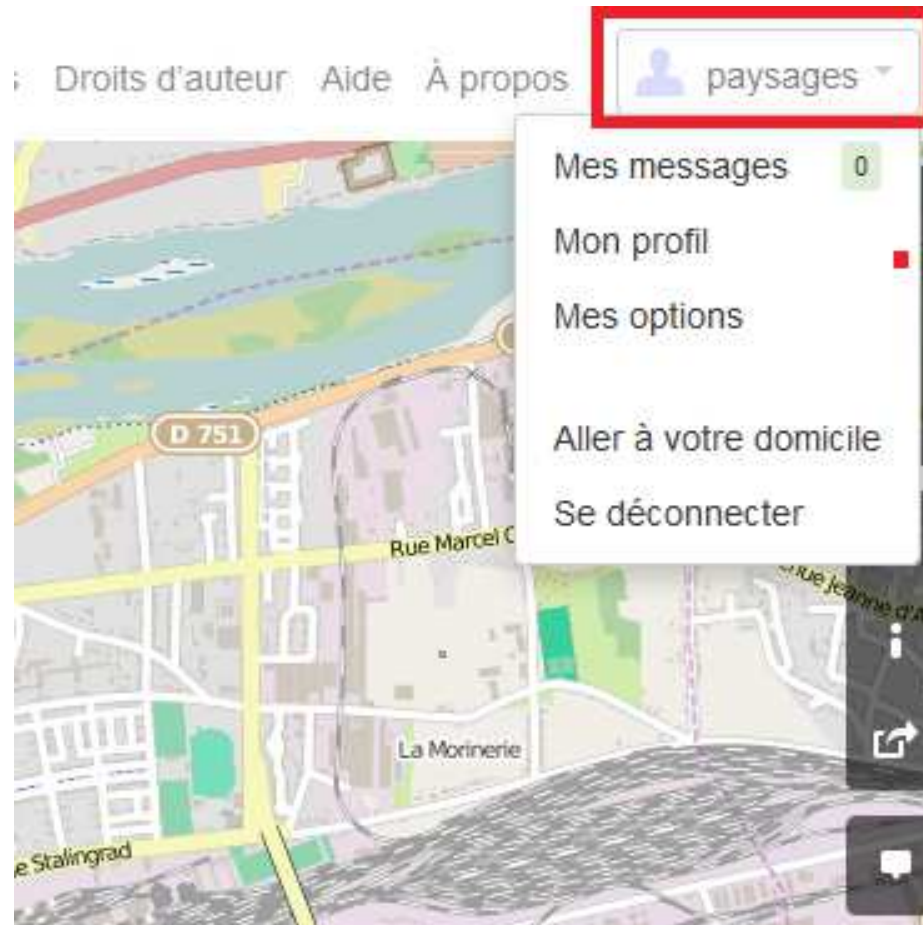 Droits d'auteur Aide À propos paysages
Mes messages 0
Mon profil
Mes options
Aller à votre domicile
Se déconnecter
D 751
Rue Marcel
Jeanne
La Morinerie
Stalingrad